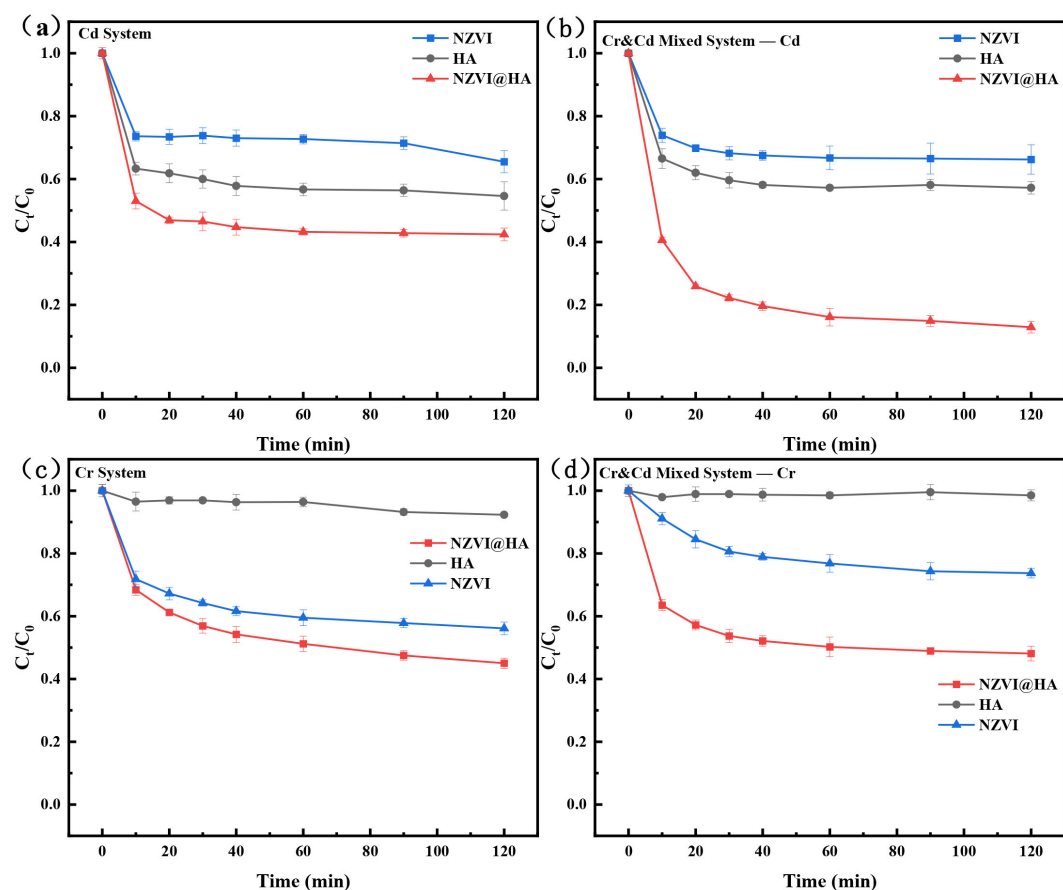 (a)
Cd System
NZVI
HA
NZVI@HA
1.0
0.8
0.6
0.4
0.2
0.0
Ct/C0
0 20 40 60 80 100 120
Time (min)
(b)
Cr&Cd Mixed System — Cd
NZVI
HA
NZVI@HA
1.0
0.8
0.6
0.4
0.2
0.0
Ct/C0
0 20 40 60 80 100 120
Time (min)
(c)
Cr System
NZVI@HA
HA
NZVI
1.0
0.8
0.6
0.4
0.2
0.0
Ct/C0
0 20 40 60 80 100 120
Time (min)
(d)
Cr&Cd Mixed System — Cr
NZVI@HA
HA
NZVI
1.0
0.8
0.6
0.4
0.2
0.0
Ct/C0
0 20 40 60 80 100 120
Time (min)